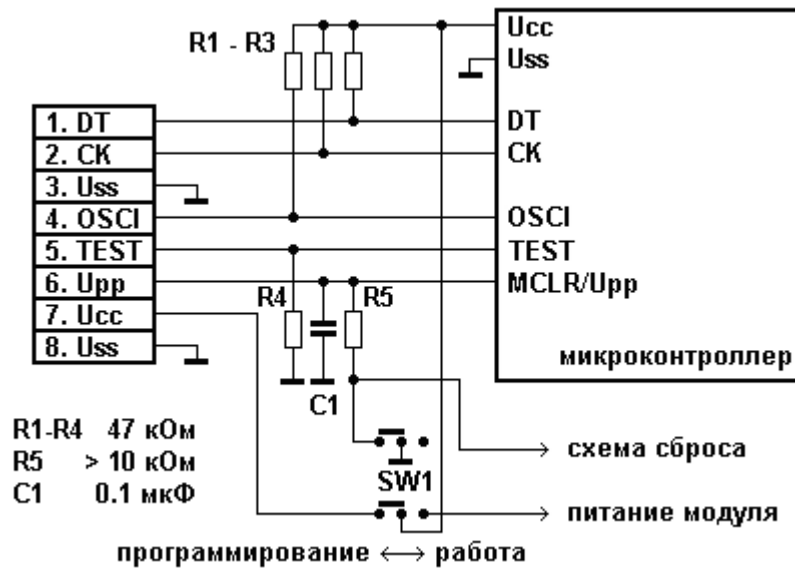 R1 - R3
Ucc
Uss
DT
CK
OSCI
TEST
MCLR/Upp
микроконтроллер
1. DT
2. CK
3. Uss
4. OSCI
5. TEST
6. Upp
7. Ucc
8. Uss
R4
R5
C1
R1-R4 47 кОм
R5 > 10 кОм
C1 0.1 мкФ
SW1
схема сброса
питание модуля
программирование ↔ работа